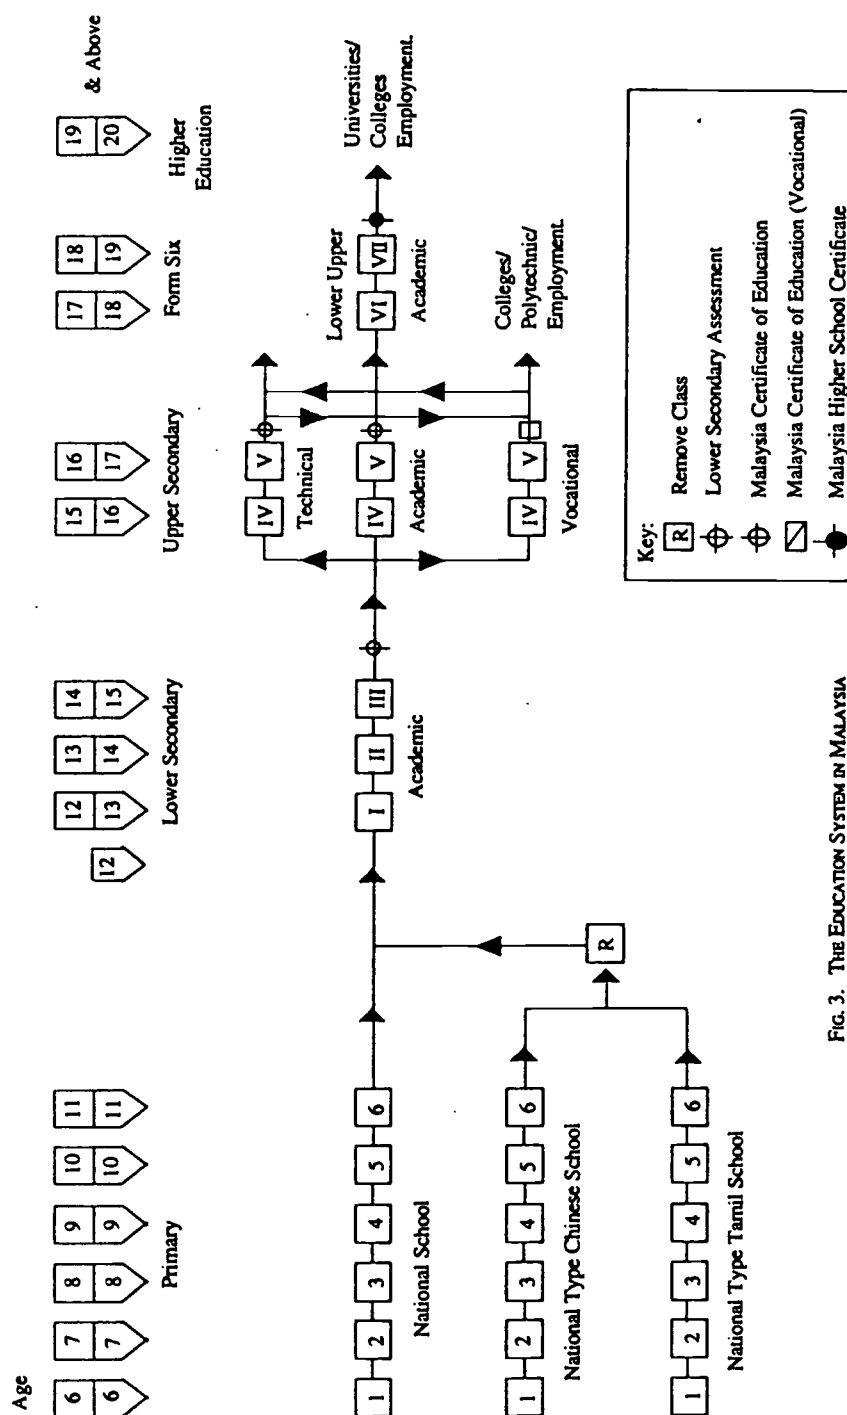 Age
6 7 8 9 10 11 12 13 14 15 16 17 18 19 & Above
6 7 8 9 10 11 12 13 14 15 16 17 18 19 20
Primary Lower Secondary Upper Secondary Form Six Higher
Education
Technical
IV V
Lower Upper
1 2 3 4 5 6 I II III IV V VI VII
Universities/
Colleges
Employment.
National School Academic Academic Academic
1 2 3 4 5 6 R IV V
Colleges/
Polytechnic/
Employment.
National Type Chinese School Vocational
1 2 3 4 5 6
National Type Tamil School
Key:
R Remove Class
Lower Secondary Assessment
Malaysia Certificate of Education
Malaysia Certificate of Education (Vocational)
Malaysia Higher School Certificate
FIG. 3. THE EDUCATION SYSTEM IN MALAYSIA